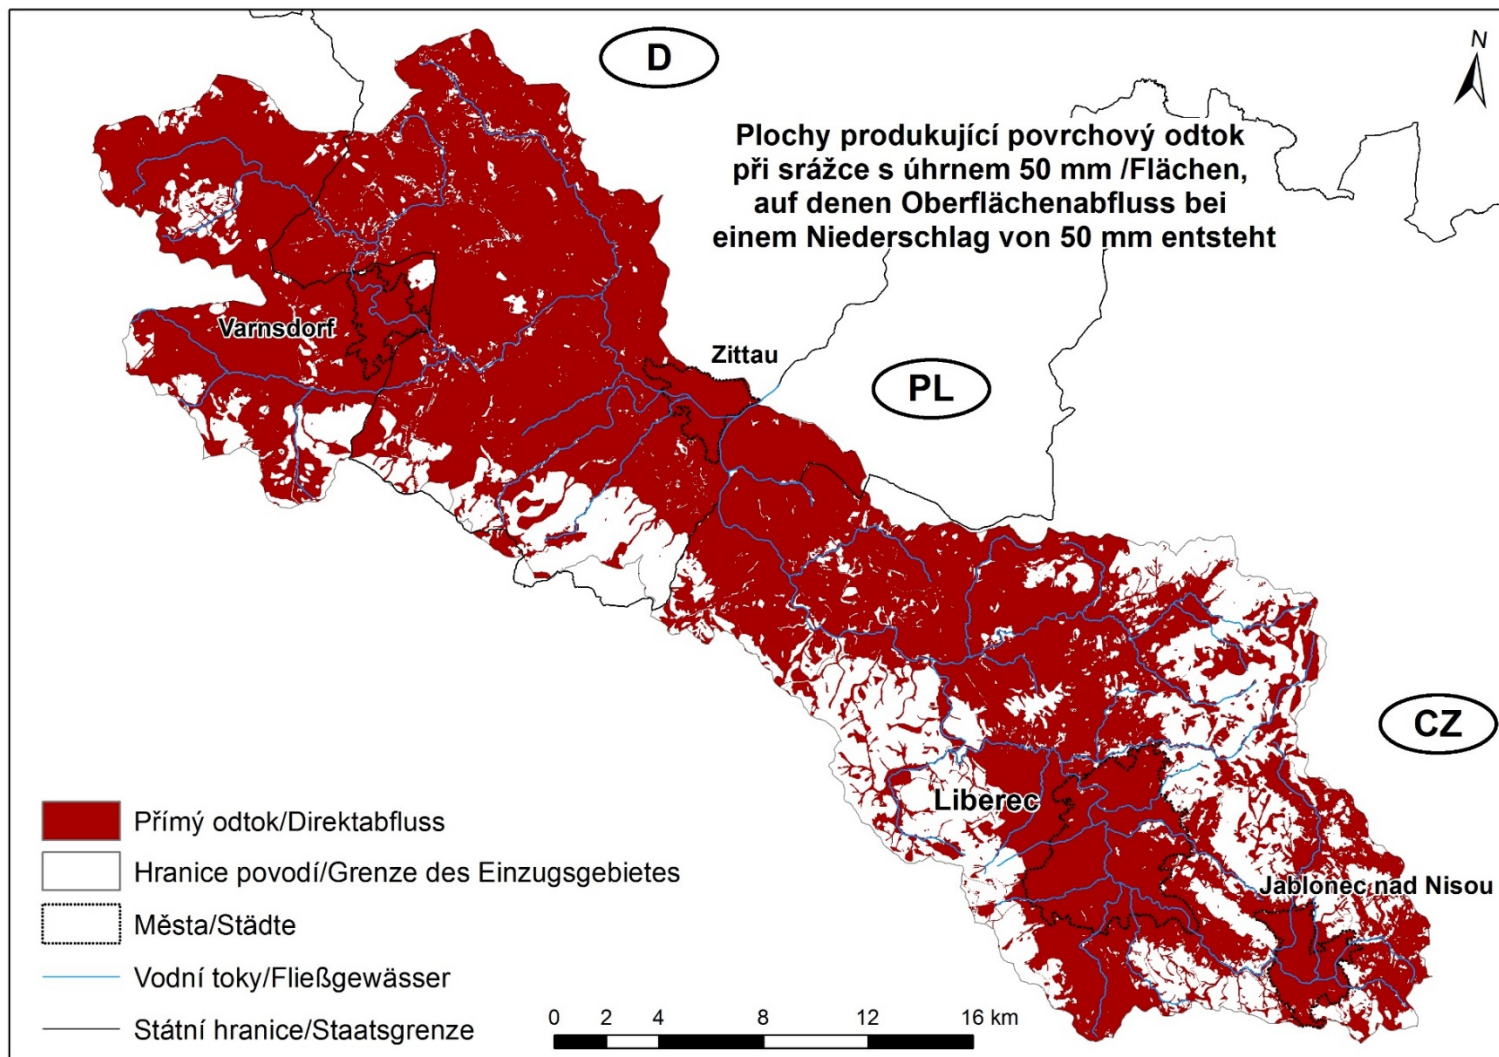 D
N
Plochy produkující povrchový odtok
při srážce s úhrnem 50 mm /Flächen,
auf denen Oberflächenabfluss bei
einem Niederschlag von 50 mm entsteht
Varnsdorf
Zittau
PL
CZ
Liberec
Jablonec nad Nisou
Přímý odtok/Direktabfluss
Hranice povodí/Grenze des Einzugsgebietes
Města/Städte
Vodní toky/Fließgewässer
Státní hranice/Staatsgrenze
0 2 4 8 12 16 km